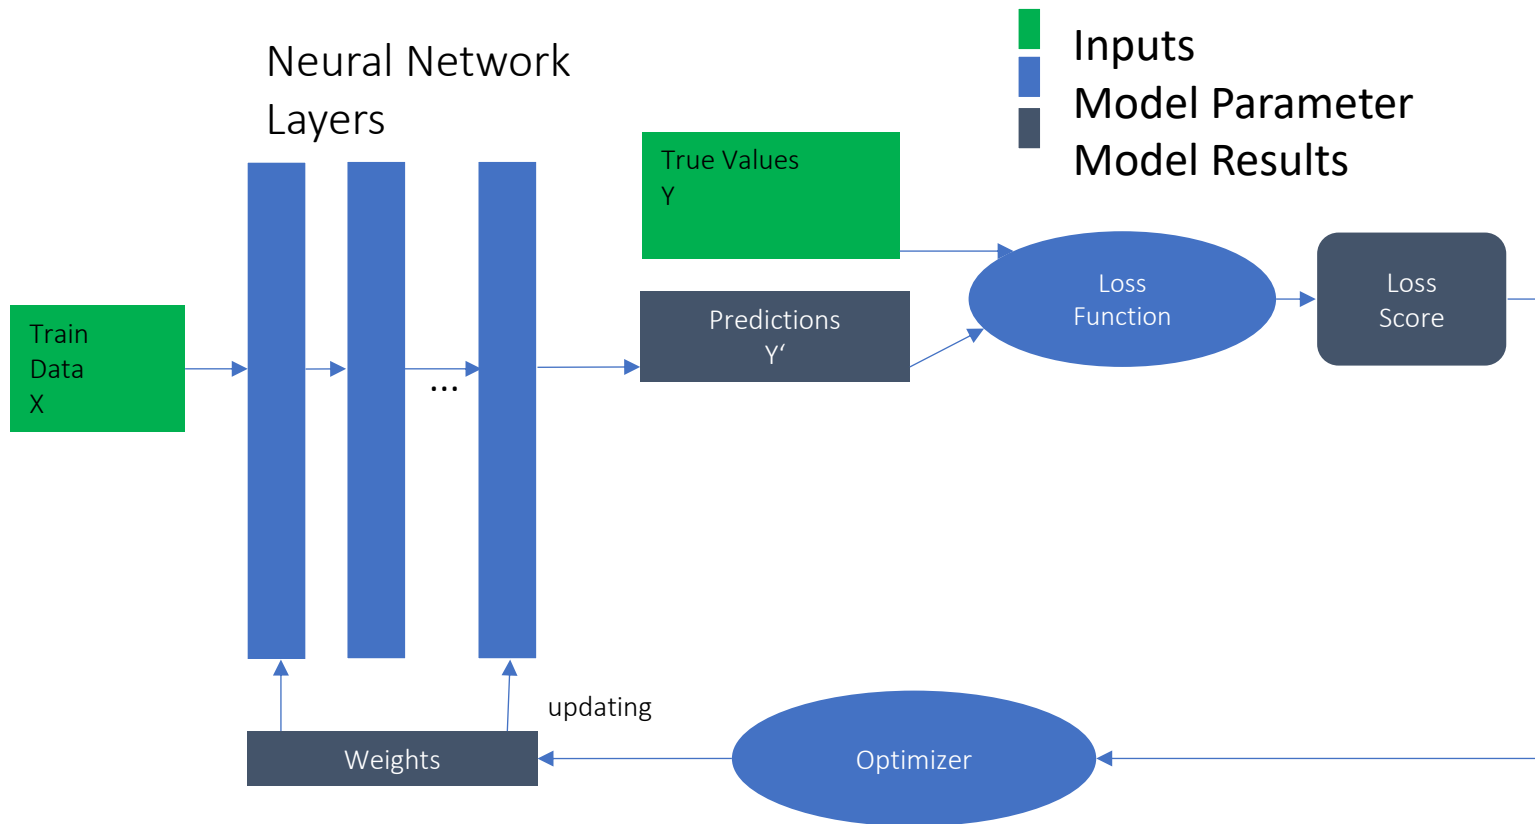 Neural Network
Layers
Inputs
Model Parameter
Model Results
True Values
Y
Train
Data
X
...
Predictions
Y‘
Loss
Function
Loss
Score
updating
Weights
Optimizer